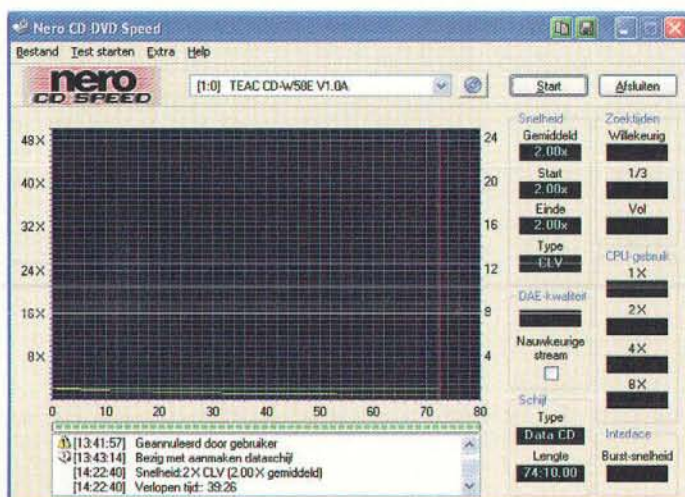 Nero CD-DVD Speed
Bestand Test starten Extra Help
nero
CD SPEED
[1:0] TEAC CD-W58E V1.0A
Start
Afsluiten
48X
40X
32X
24X
16X
8X
24
20
16
12
8
4
0 10 20 30 40 50 60 70 80
Snelheid
Gemiddeld
2.00x
Start
2.00x
Einde
2.00x
Type
CLV
DAE-kwaliteit
Nauwkeurige
stream
Schijf
Type
Data CD
Lengte
74:10.00
Zoektijden
Willekeurig
1/3
Vol
CPU-gebruik
1X
2X
4X
8X
Interface
Burst-snelheid
[13:41:57] Geannuleerd door gebruiker
[13:43:14] Bezig met aanmaken dataschijf
[14:22:40] Snelheid:2X CLV (2.00X gemiddeld)
[14:22:40] Verlopen tijd:: 39:26